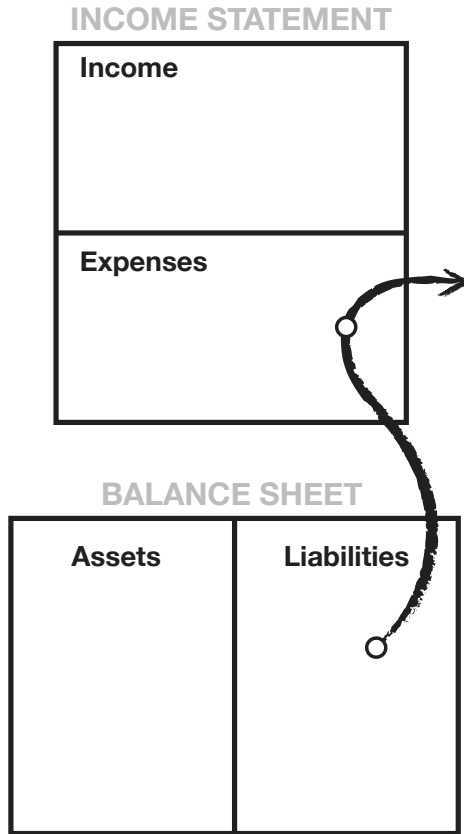 INCOME STATEMENT
Income
Expenses
BALANCE SHEET
Assets Liabilities